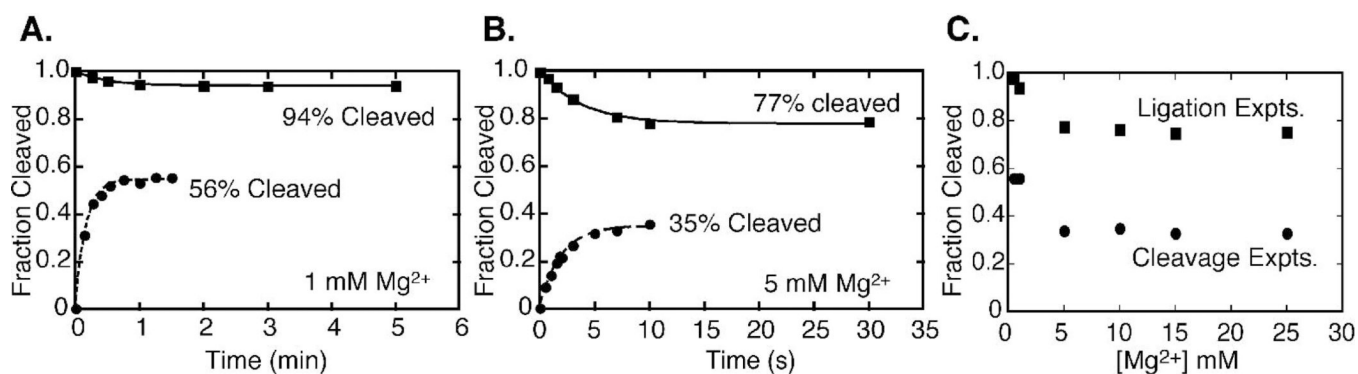 A.
Fraction Cleaved
1.0
0.8
0.6
0.4
0.2
0
94% Cleaved
56% Cleaved
1 mM Mg²⁺
0 1 2 3 4 5 6
Time (min)
B.
Fraction Cleaved
1.0
0.8
0.6
0.4
0.2
0
77% cleaved
35% Cleaved
5 mM Mg²⁺
0 5 10 15 20 25 30 35
Time (s)
C.
Fraction Cleaved
1.0
0.8
0.6
0.4
0.2
0
Ligation Expts.
Cleavage Expts.
0 5 10 15 20 25 30
[Mg²⁺] mM